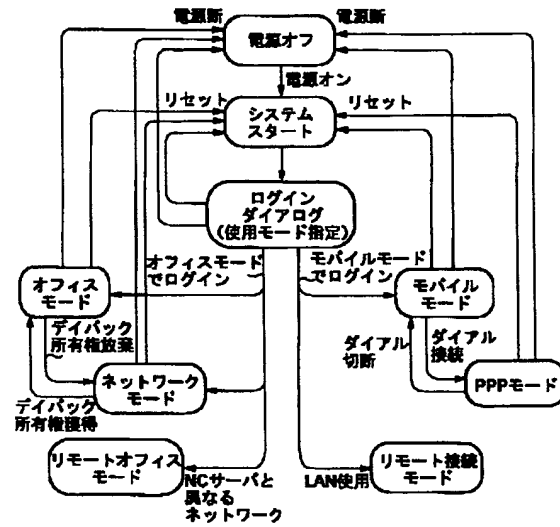 電源断
電源断
電源オフ
電源オン
リセット
リセット
システム
スタート
ログイン
ダイアログ
(使用モード指定)
オフィスモード
でログイン
モバイルモード
でログイン
オフィス
モード
モバイル
モード
デイパック
所有権放棄
ダイアル
切断
ダイアル
接続
ネットワーク
モード
PPPモード
デイパック
所有権獲得
リモートオフィス
モード
NCサーバと
異なる
ネットワーク
LAN使用
リモート接続
モード